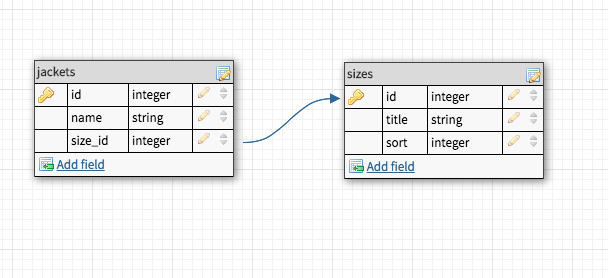 jackets
id integer
name string
size_id integer
Add field
sizes
id integer
title string
sort integer
Add field